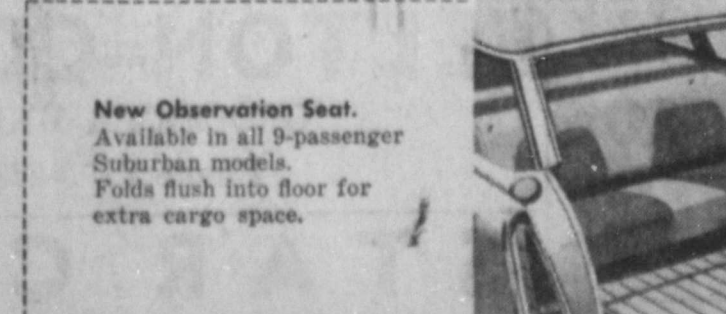 New Observation Seat.
Available in all 9-passenger
Suburban models.
Folds flush into floor for
extra cargo space.